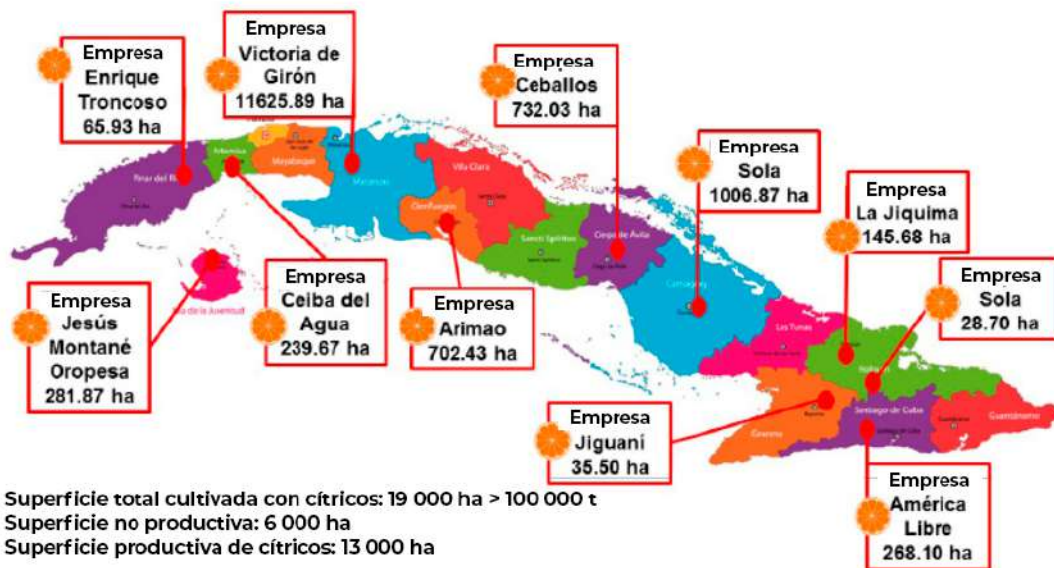 Empresa
Enrique
Troncoso
65.93 ha
Empresa
Victoria de
Girón
11625.89 ha
Empresa
Ceballos
732.03 ha
Empresa
Sola
1006.87 ha
Empresa
La Jiquima
145.68 ha
Empresa
Sola
28.70 ha
Pinar del Rí
Artemisa
Mayabeque
Matanzas
Villa Clara
Cienfuegos
Sancti Spíritus
Ciego de Ávila
Camagüey
Las Tunas
Granma
Santiago de Cuba
Guantánamo
Isla de la Juventud
Empresa
Jesús
Montané
Oropesa
281.87 ha
Empresa
Ceiba del
Agua
239.67 ha
Empresa
Arimao
702.43 ha
Empresa
Jiguaní
35.50 ha
Empresa
América
Libre
268.10 ha
Superficie total cultivada con cítricos: 19 000 ha > 100 000 t
Superficie no productiva: 6 000 ha
Superficie productiva de cítricos: 13 000 ha